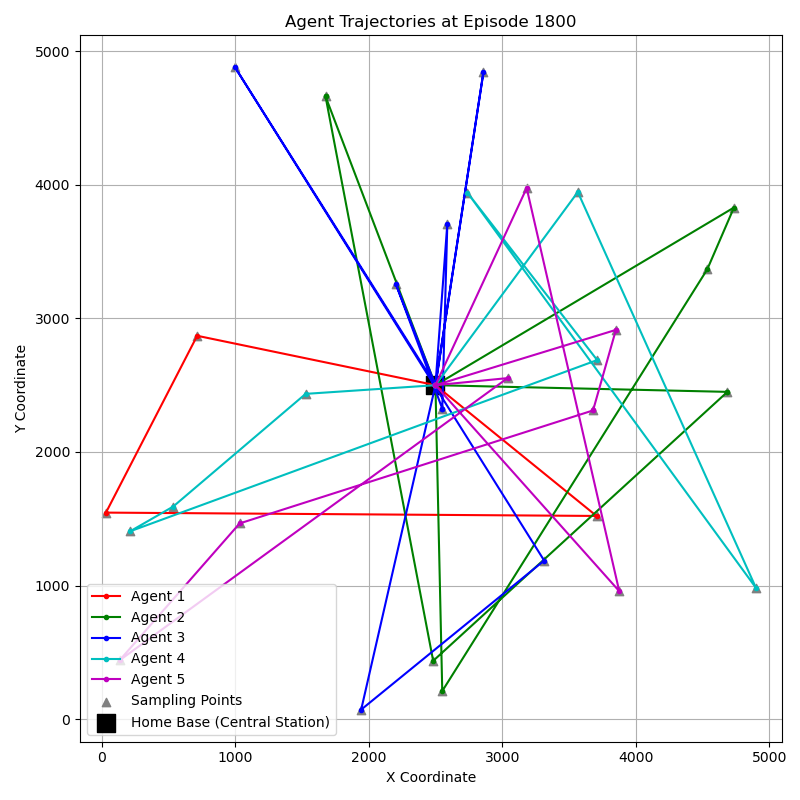 Agent Trajectories at Episode 1800
Y Coordinate
5000
4000
3000
2000
1000
0
Agent 1
Agent 2
Agent 3
Agent 4
Agent 5
Sampling Points
Home Base (Central Station)
0 1000 2000 3000 4000 5000
X Coordinate